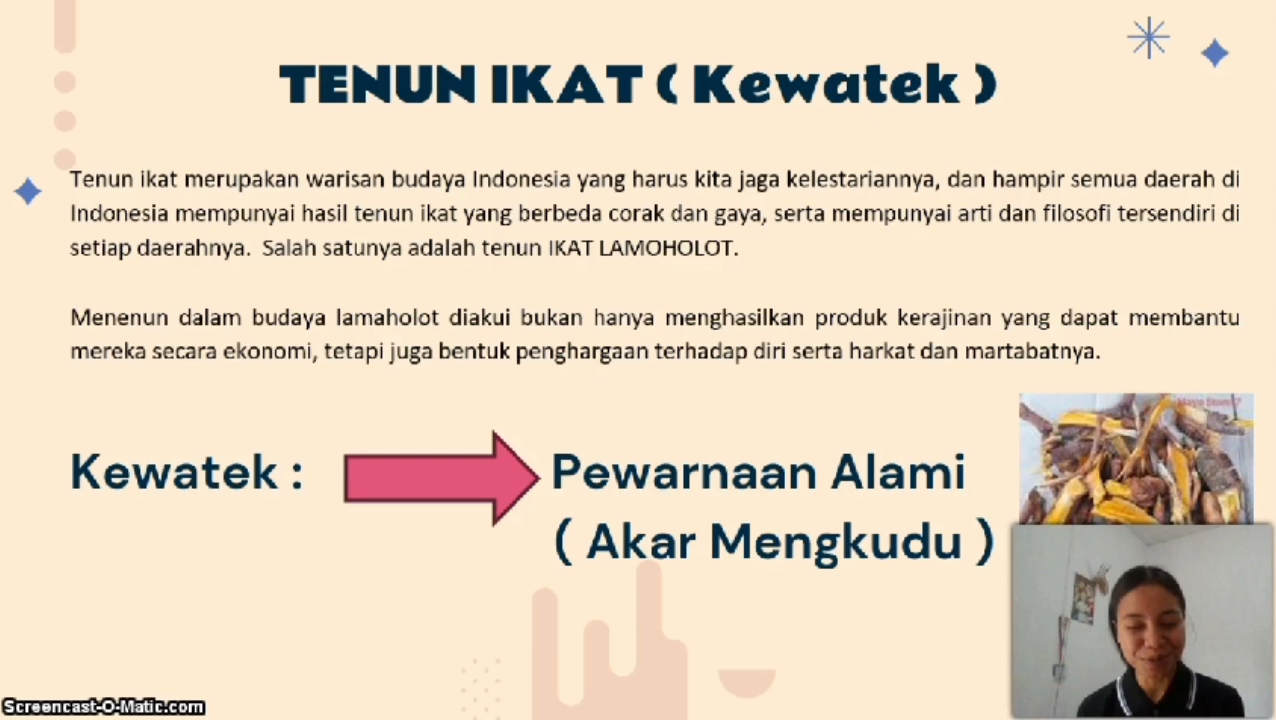 TENUN IKAT ( Kewatek )
Tenun ikat merupakan warisan budaya Indonesia yang harus kita jaga kelestariannya, dan hampir semua daerah di
Indonesia mempunyai hasil tenun ikat yang berbeda corak dan gaya, serta mempunyai arti dan filosofi tersendiri di
setiap daerahnya. Salah satunya adalah tenun IKAT LAMOHOLOT.
Menenun dalam budaya lamaholot diakui bukan hanya menghasilkan produk kerajinan yang dapat membantu
mereka secara ekonomi, tetapi juga bentuk penghargaan terhadap diri serta harkat dan martabatnya.
Kewatek :
Pewarnaan Alami
( Akar Mengkudu )
Screencast-O-Matic.com